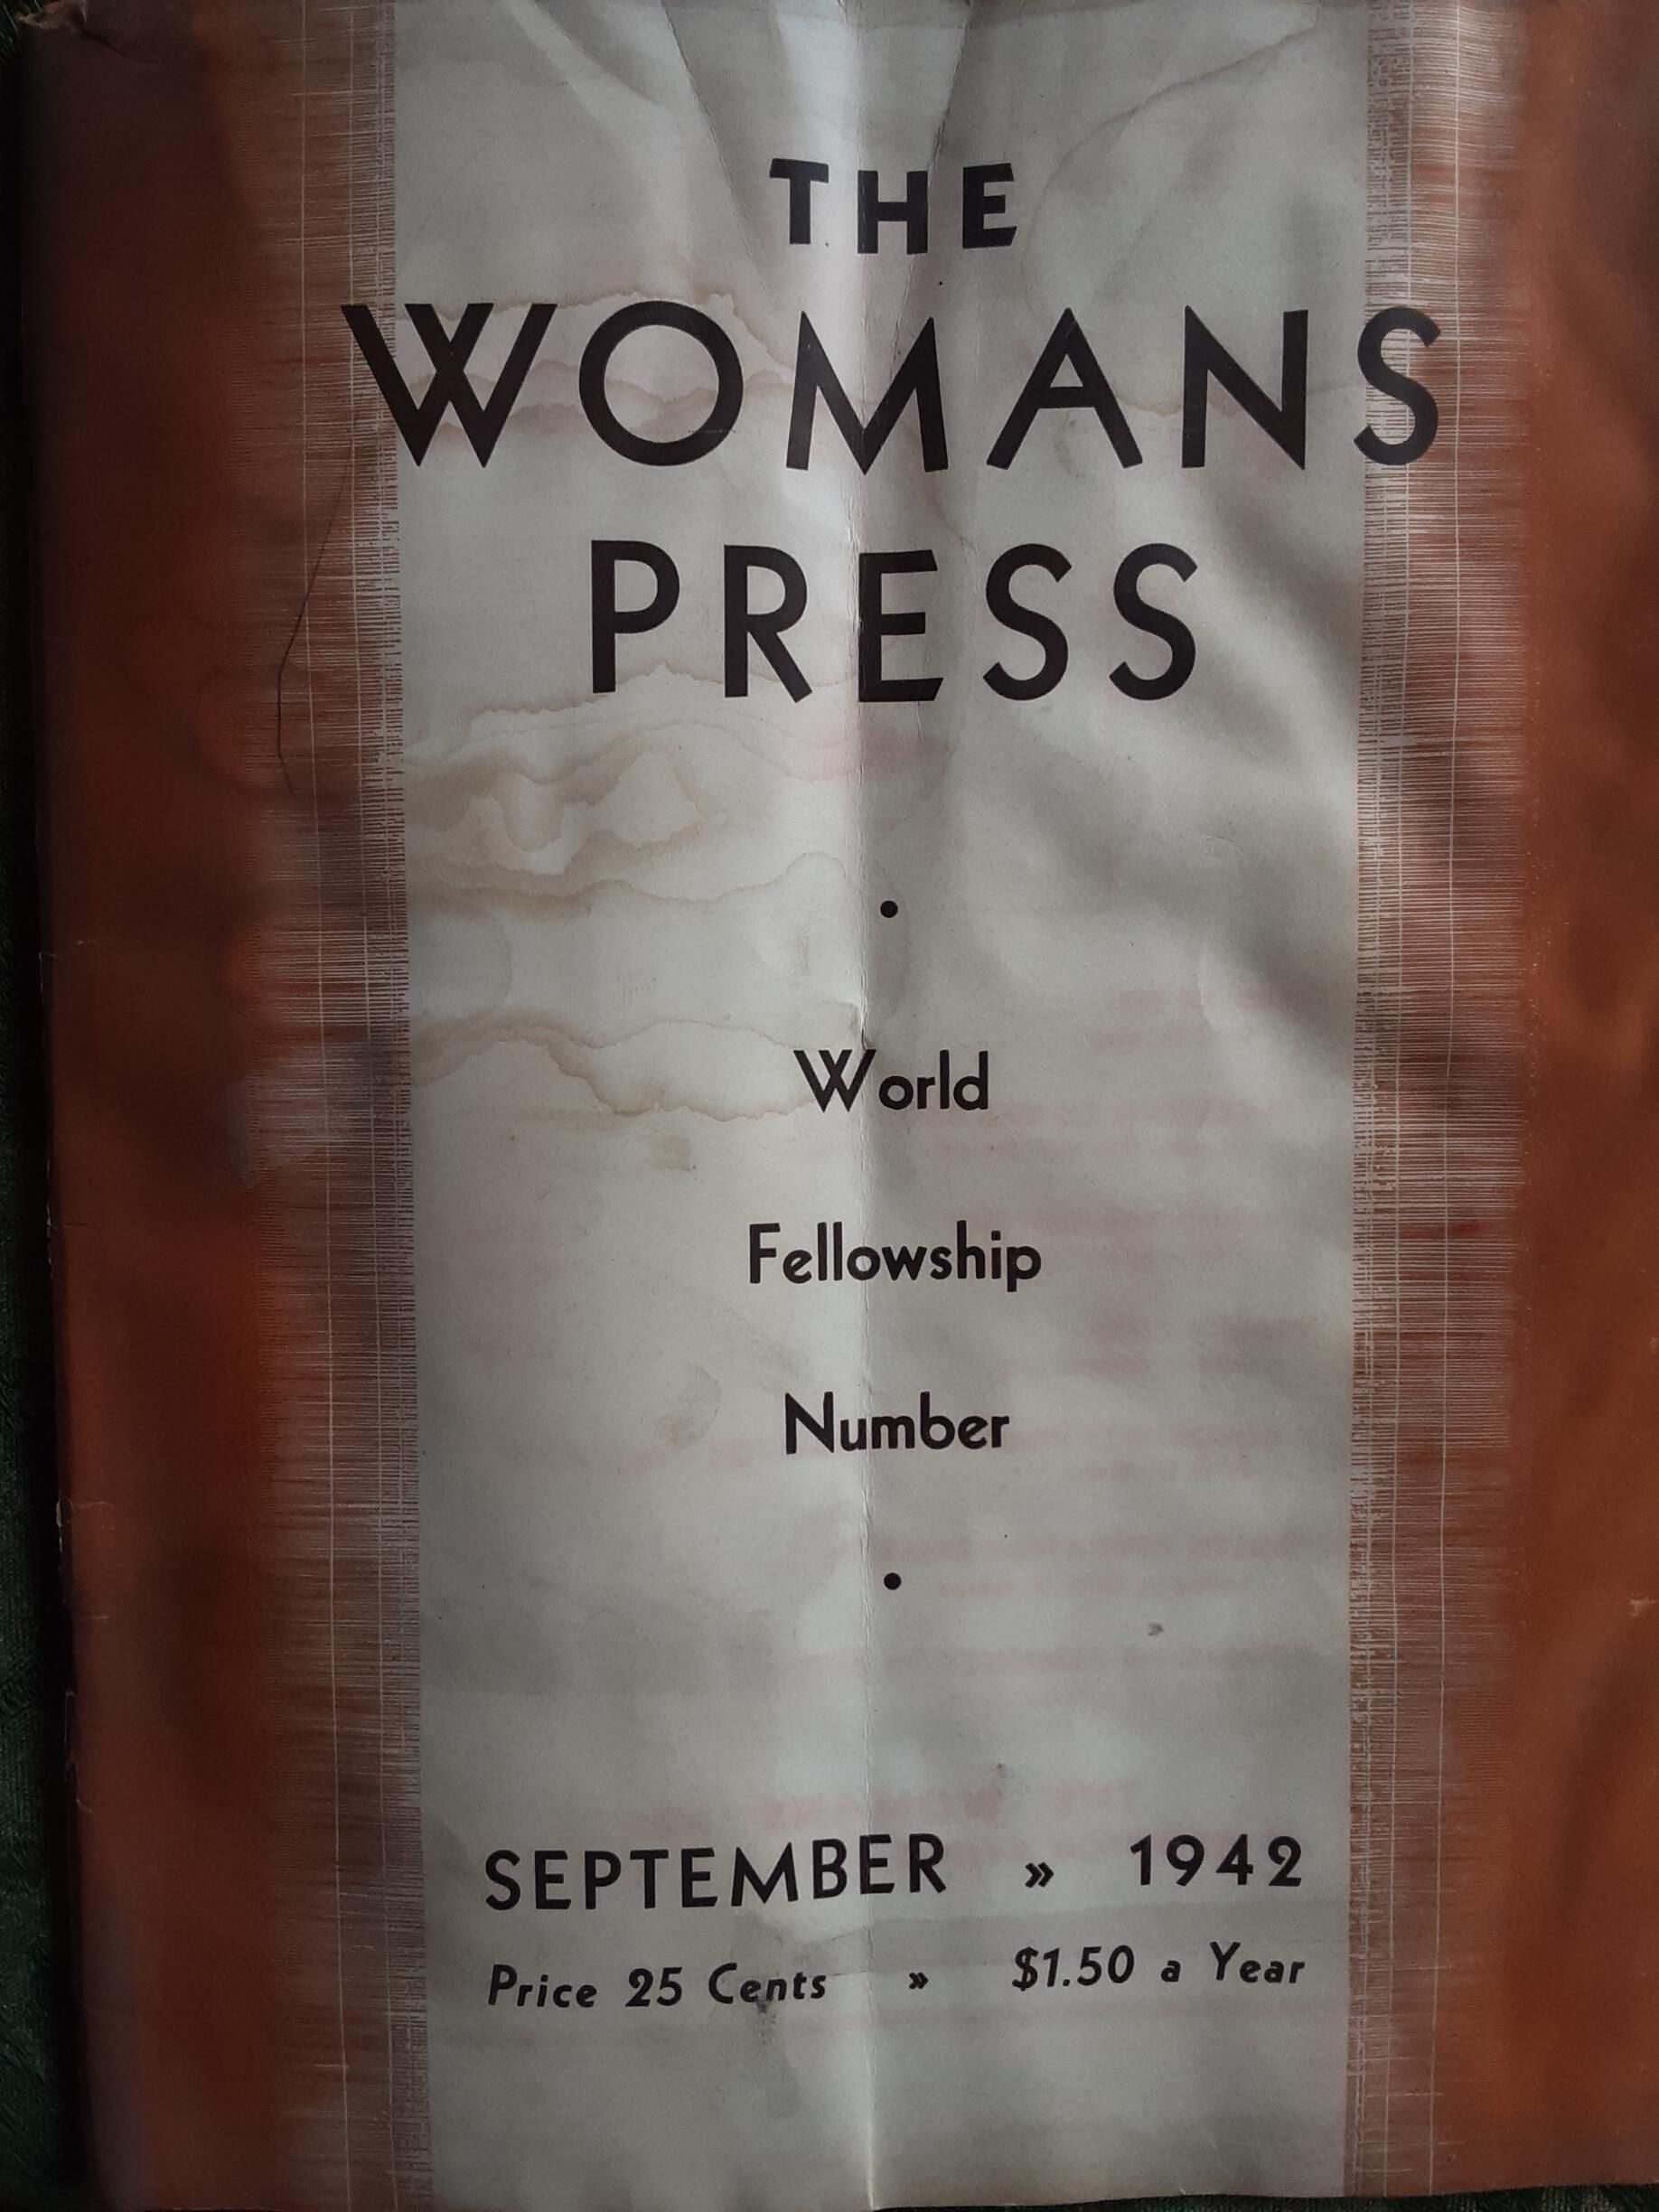 THE
WOMANS
PRESS
•
World
Fellowship
Number
•
SEPTEMBER » 1942
Price 25 Cents » $1.50 a Year